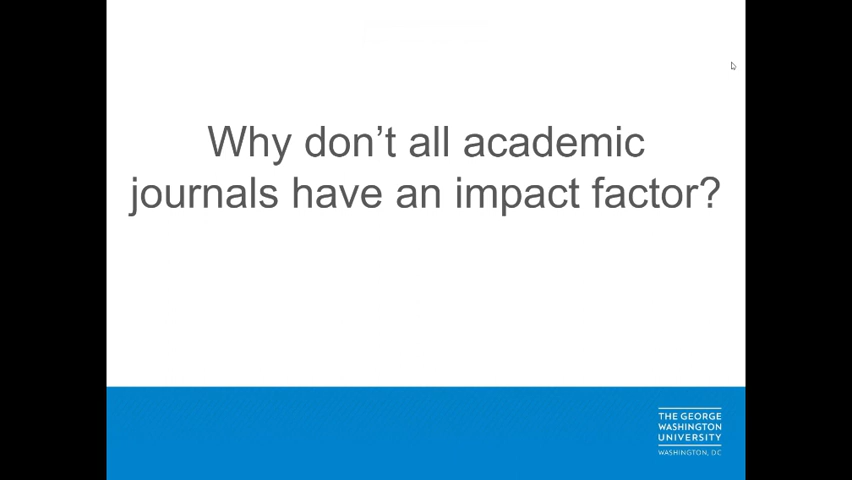 Why don’t all academic
journals have an impact factor?
THE GEORGE
WASHINGTON
UNIVERSITY
WASHINGTON, DC